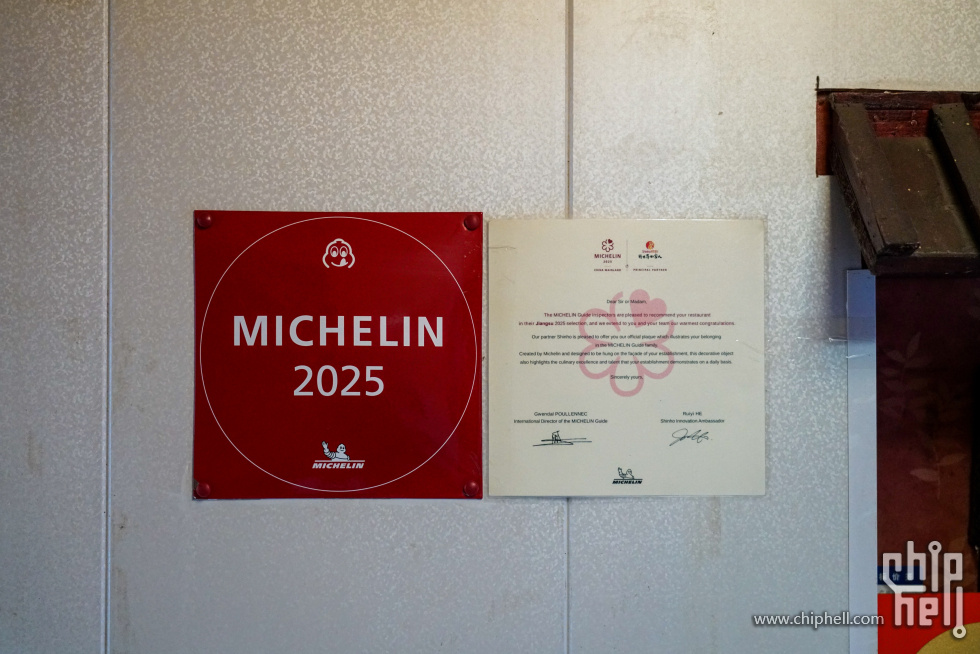 MICHELIN
2025
MICHELIN
MICHELIN
2025
Dear Sir or Madam,
The MICHELIN Guide Inspectors are pleased to recommend your restaurant
in their Jiangsu 2025 selection, and we extend to you and your team our warmest congratulations.
Our partner Shinho is pleased to offer you our official plaque which illustrates your belonging
to the MICHELIN Guide family.
Created by Michelin and designed to be hung on the facade of your establishment, this decorative object
also highlights the culinary excellence and talent that your establishment demonstrates on a daily basis.
Sincerely yours,
Gwendal POULLENNEC
International Director of the MICHELIN Guide
Ruiyi HE
Shinho Innovation Ambassador
MICHELIN
www.chiphell.com
chip
hell